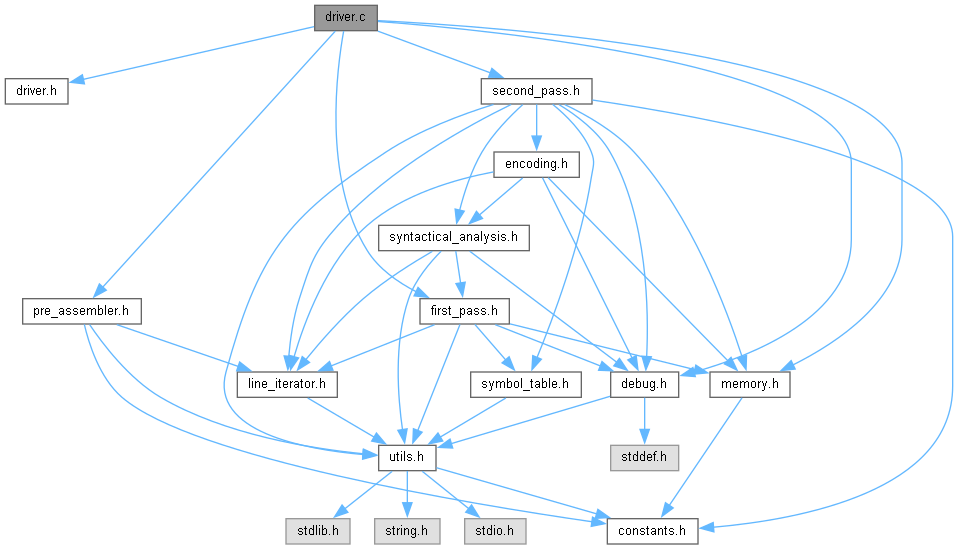 driver.c
driver.h
second_pass.h
encoding.h
syntactical_analysis.h
pre_assembler.h
first_pass.h
line_iterator.h
symbol_table.h
debug.h
memory.h
utils.h
stddef.h
stdlib.h
string.h
stdio.h
constants.h